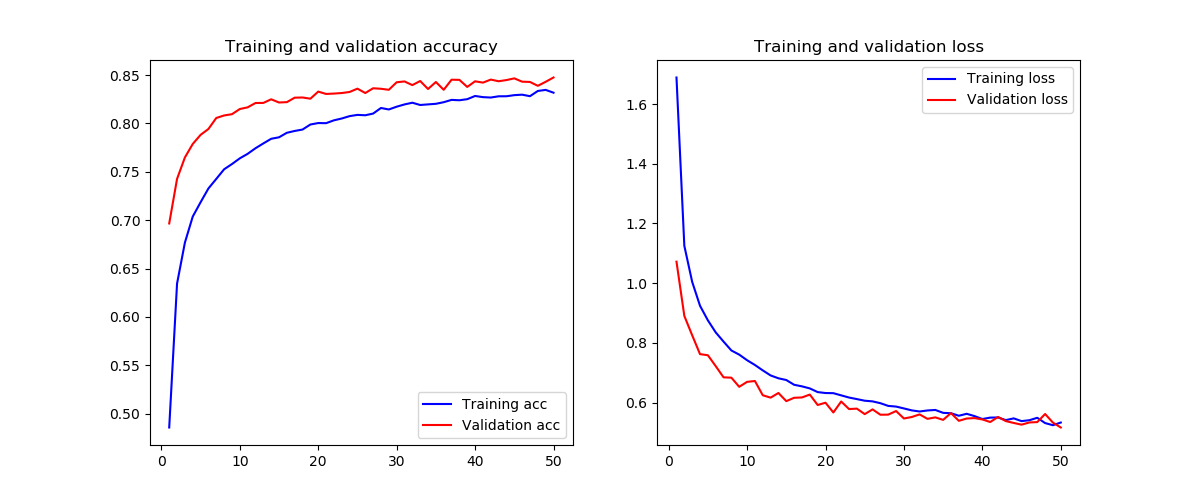 Training and validation accuracy
0.85
0.80
0.75
0.70
0.65
0.60
0.55
0.50
0 10 20 30 40 50
Training acc
Validation acc
Training and validation loss
1.6
1.4
1.2
1.0
0.8
0.6
0 10 20 30 40 50
Training loss
Validation loss